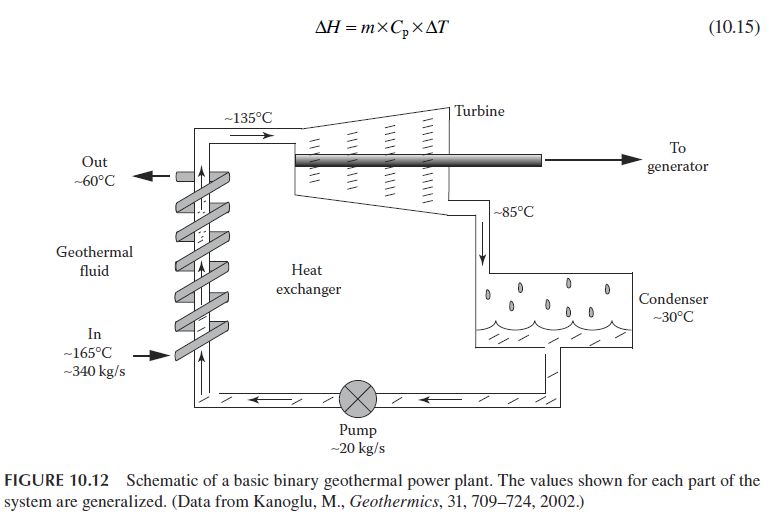 ΔH = m×Cp×ΔT (10.15)
~135°C
Turbine
To
generator
Out
~60°C
~85°C
Geothermal
fluid
Heat
exchanger
Condenser
~30°C
In
~165°C
~340 kg/s
Pump
~20 kg/s
FIGURE 10.12 Schematic of a basic binary geothermal power plant. The values shown for each part of the
system are generalized. (Data from Kanoglu, M., Geothermics, 31, 709–724, 2002.)